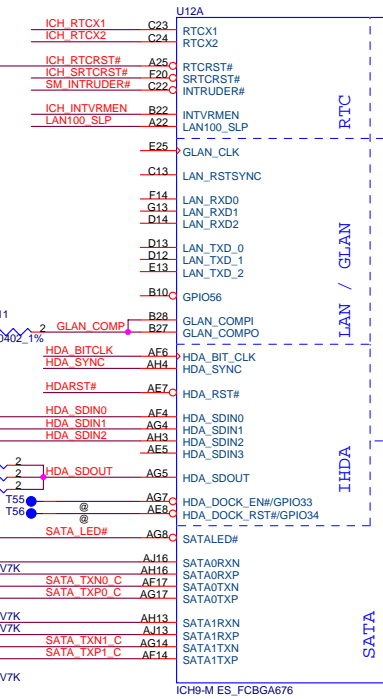 U12A
ICH_RTCX1 C23 RTCX1
ICH_RTCX2 C24 RTCX2
ICH_RTCRST# A25 RTCRST#
ICH_SRTCRST# F20 SRTCRST#
SM_INTRUDER# C22 INTRUDER#
ICH_INTVRMEN B22 INTVRMEN
LAN100_SLP A22 LAN100_SLP
RTC
E25 GLAN_CLK
C13 LAN_RSTSYNC
F14 LAN_RXD0
G13 LAN_RXD1
D14 LAN_RXD2
D13 LAN_TXD_0
D12 LAN_TXD_1
E13 LAN_TXD_2
B10 GPIO56
LAN / GLAN
2 GLAN_COMP B28 GLAN_COMPI
0402_1% B27 GLAN_COMPO
HDA_BITCLK AF6 HDA_BIT_CLK
HDA_SYNC AH4 HDA_SYNC
HDARST# AE7 HDA_RST#
HDA_SDIN0 AF4 HDA_SDIN0
HDA_SDIN1 AG4 HDA_SDIN1
HDA_SDIN2 AH3 HDA_SDIN2
AE5 HDA_SDIN3
IHDA
2
2 HDA_SDOUT AG5 HDA_SDOUT
2
T55 @ AG7 HDA_DOCK_EN#/GPIO33
T56 @ AE8 HDA_DOCK_RST#/GPIO34
SATA_LED# AG8 SATALED#
AJ16 SATA0RXN
V7K AH16 SATA0RXP
V7K SATA_TXN0_C AF17 SATA0TXN
SATA_TXP0_C AG17 SATA0TXP
V7K AH13 SATA1RXN
V7K AJ13 SATA1RXP
SATA_TXN1_C AG14 SATA1TXN
SATA_TXP1_C AF14 SATA1TXP
SATA
V7K
ICH9-M ES_FCBGA676